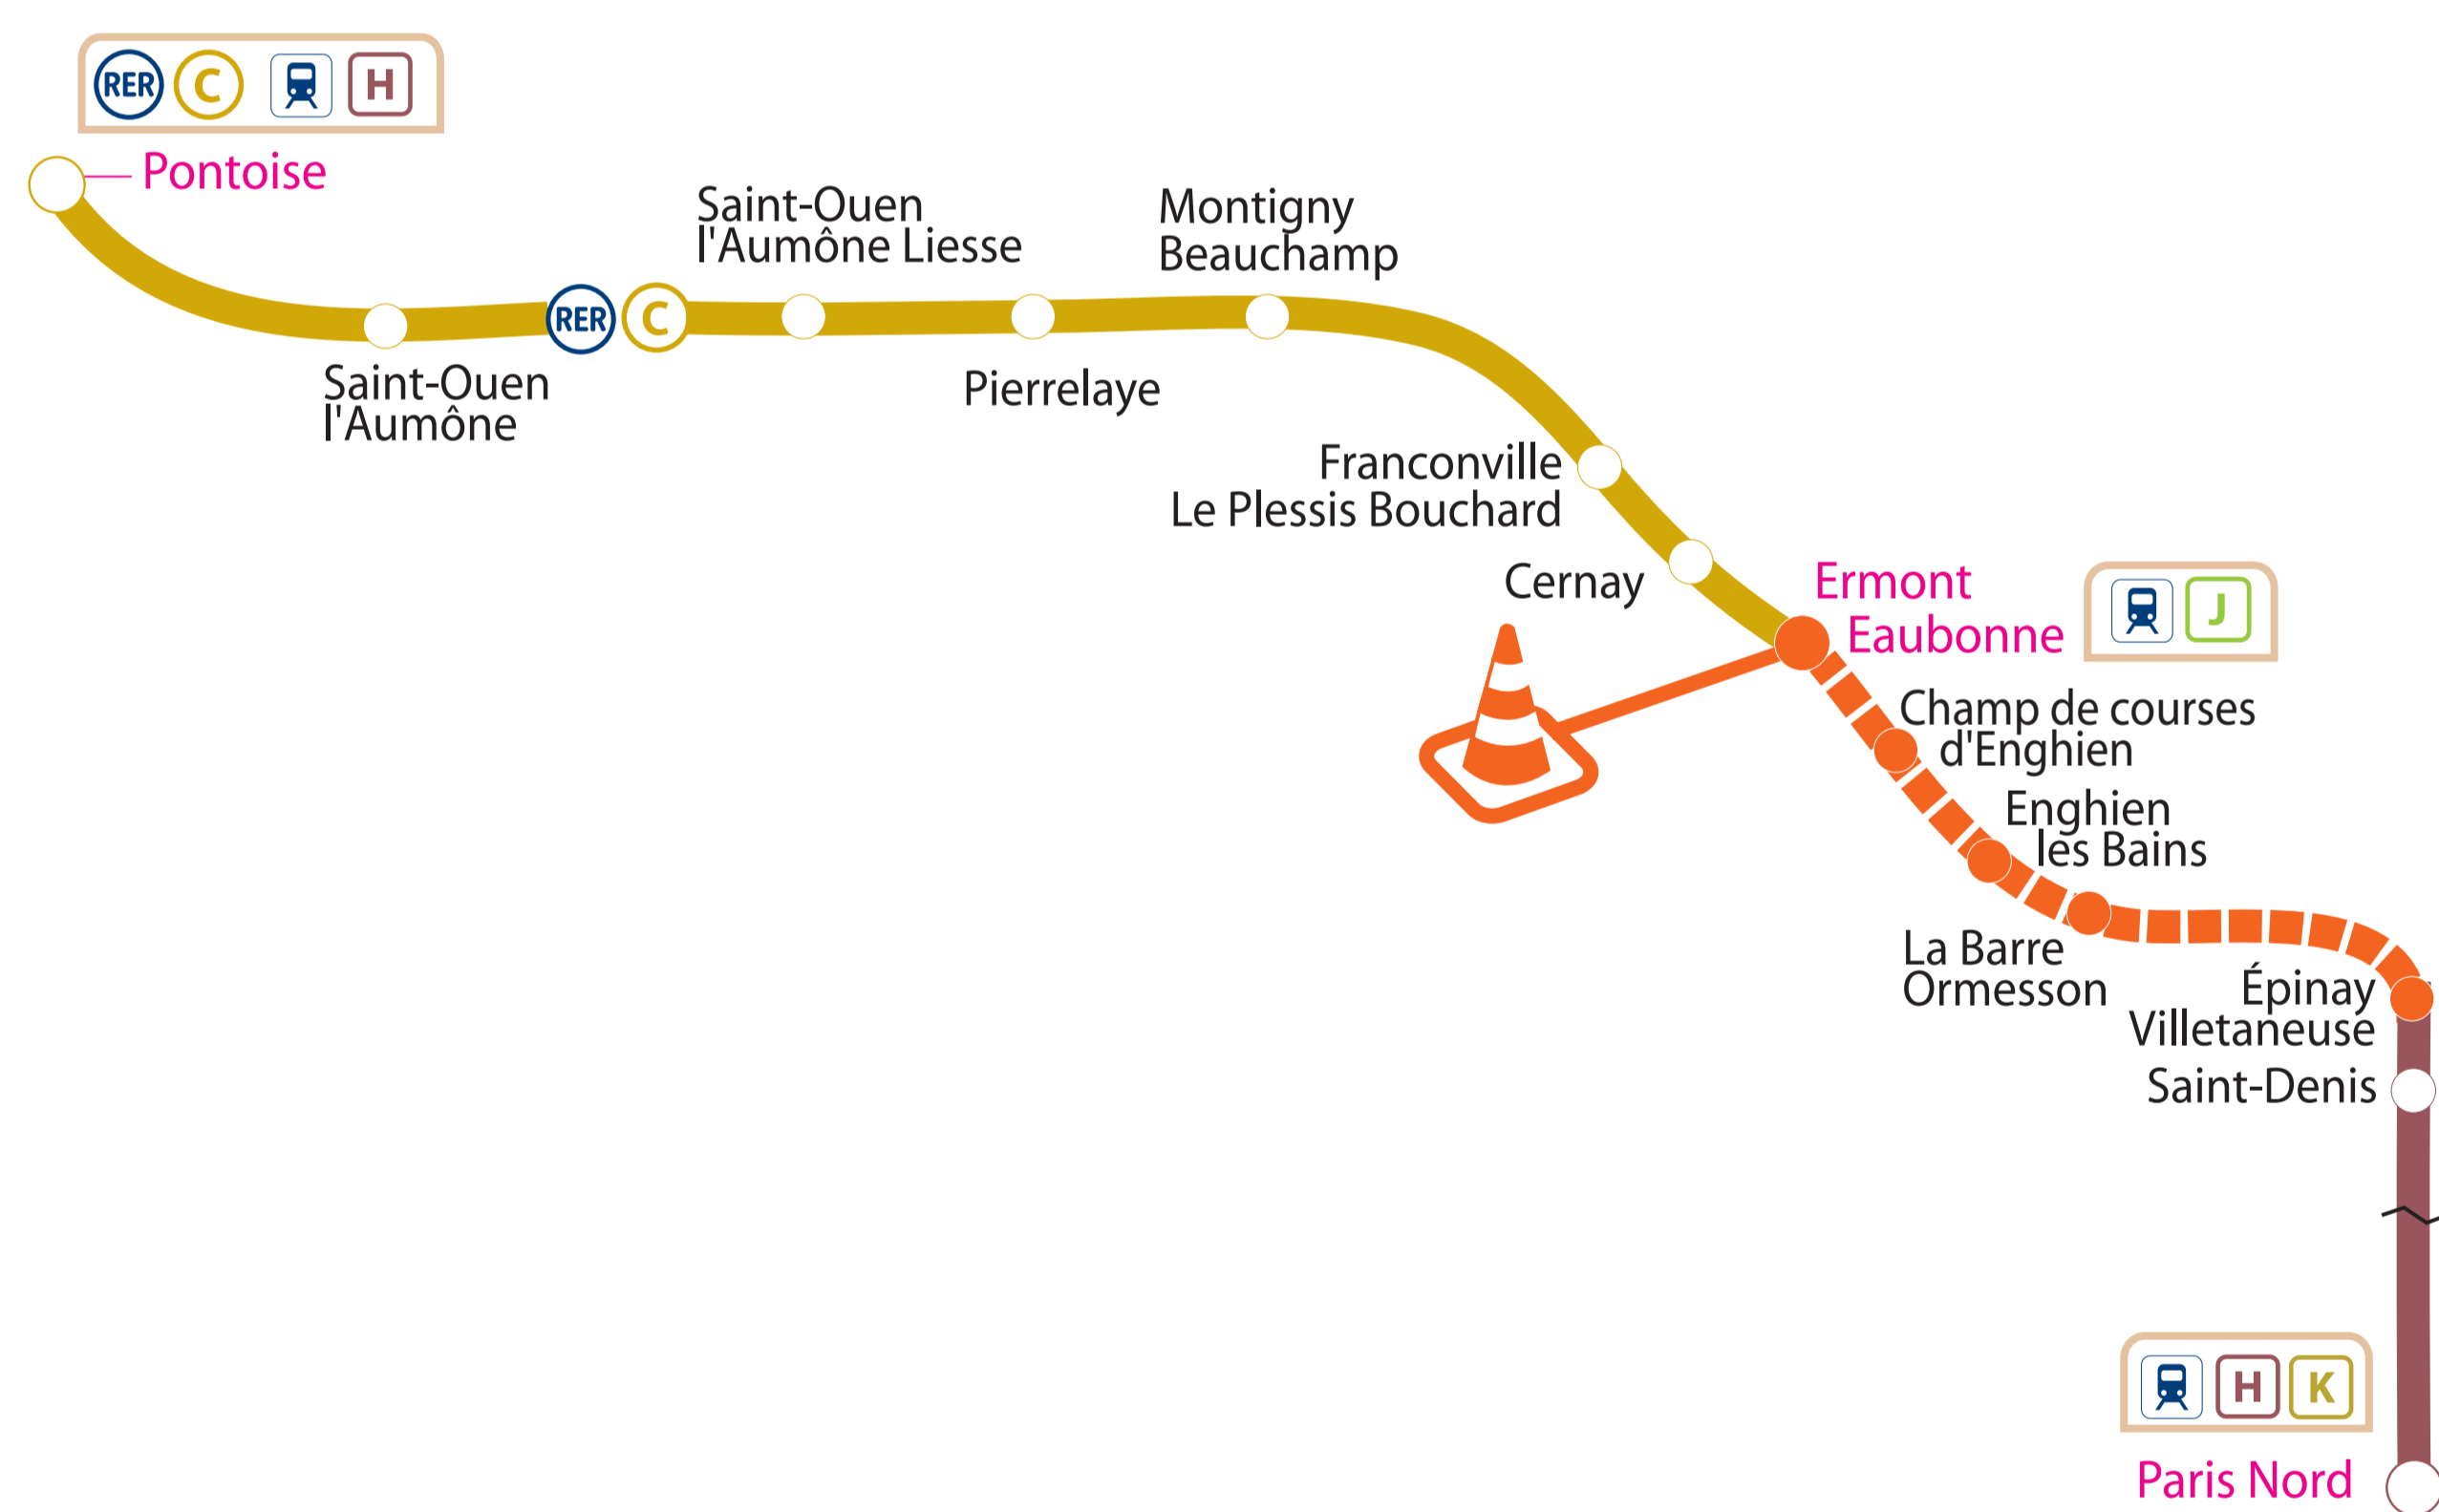 RER C H
Pontoise
Saint-Ouen
l'Aumône
RER C
Saint-Ouen
l'Aumône Liesse
Pierrelaye
Montigny
Beauchamp
Franconville
Le Plessis Bouchard
Cernay
Ermont
Eaubonne
J
Champ de courses
d'Enghien
Enghien
les Bains
La Barre
Ormesson
Épinay
Villetaneuse
Saint-Denis
H K
Paris Nord